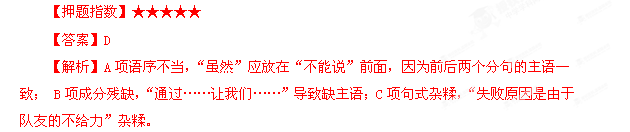 【押题指数】★★★★★
【答案】D
【解析】A 项语序不当，“虽然”应放在“不能说”前面，因为前后两个分句的主语一
致； B 项成分残缺，“通过……让我们……”导致缺主语；C 项句式杂糅，“失败原因是由于
队友的不给力”杂糅。